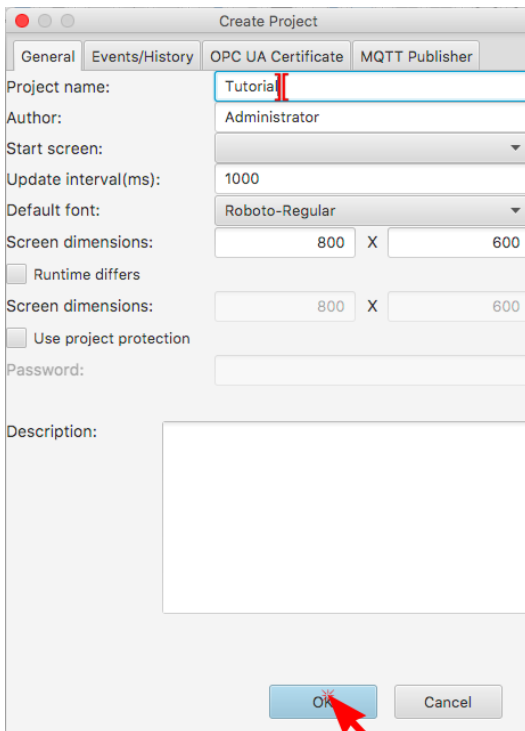 Create Project
General Events/History OPC UA Certificate MQTT Publisher
Project name: Tutorial
Author: Administrator
Start screen:
Update interval(ms): 1000
Default font: Roboto-Regular
Screen dimensions: 800 X 600
Runtime differs
Screen dimensions: 800 X 600
Use project protection
Password:
Description:
OK Cancel